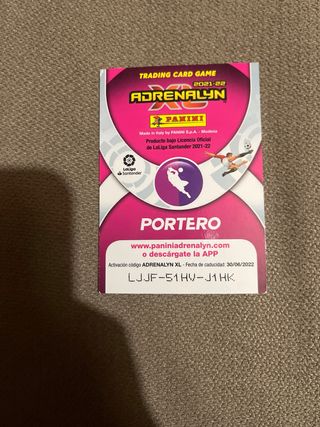 TRADING CARD GAME
2021-22
ADRENALYN
XL
PANINI
Made in Italy by PANINI S.p.A. - Modena
Producto bajo Licencia Oficial
de LaLiga Santander 2021-22
LaLiga
Santander
PORTERO
www.paniniadrenalyn.com
o descárgate la APP
Activación código ADRENALYN XL - Fecha de caducidad: 30/06/2022
LJJF-51HV-J1HK